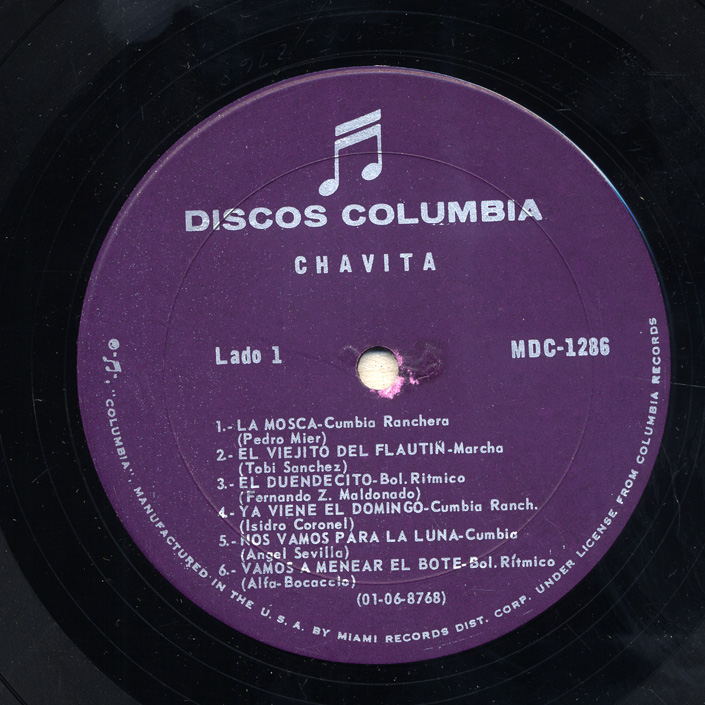 DISCOS COLUMBIA
CHAVITA
Lado 1
MDC-1286
1.- LA MOSCA-Cumbia Ranchera
(Pedro Mier)
2.- EL VIEJITO DEL FLAUTIN-Marcha
(Tobi Sanchez)
3.- EL DUENDECITO-Bol. Ritmico
(Fernando Z. Maldonado)
4.- YA VIENE EL DOMINGO-Cumbia Ranch.
(Isidro Coronel)
5.- NOS VAMOS PARA LA LUNA-Cumbia
(Angel Sevilla)
6.- VAMOS A MENEAR EL BOTE-Bol. Rítmico
(Alfa-Bocaccio)
(01-06-8768)
"COLUMBIA". MANUFACTURED IN THE U. S. A. BY MIAMI RECORDS DIST. CORP. UNDER LICENSE FROM COLUMBIA RECORDS